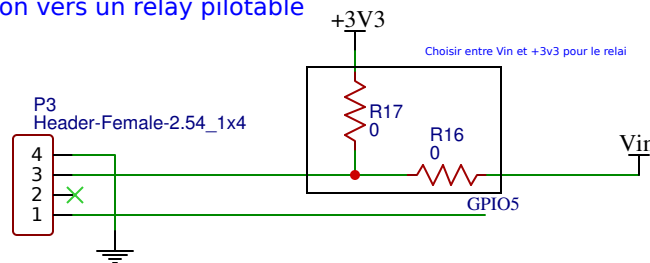 on vers un relay pilotable
+3V3
Choisir entre Vin et +3v3 pour le relai
P3
Header-Female-2.54_1x4
R17
0
R16
0
Vin
4
3
2
1
GPIO5